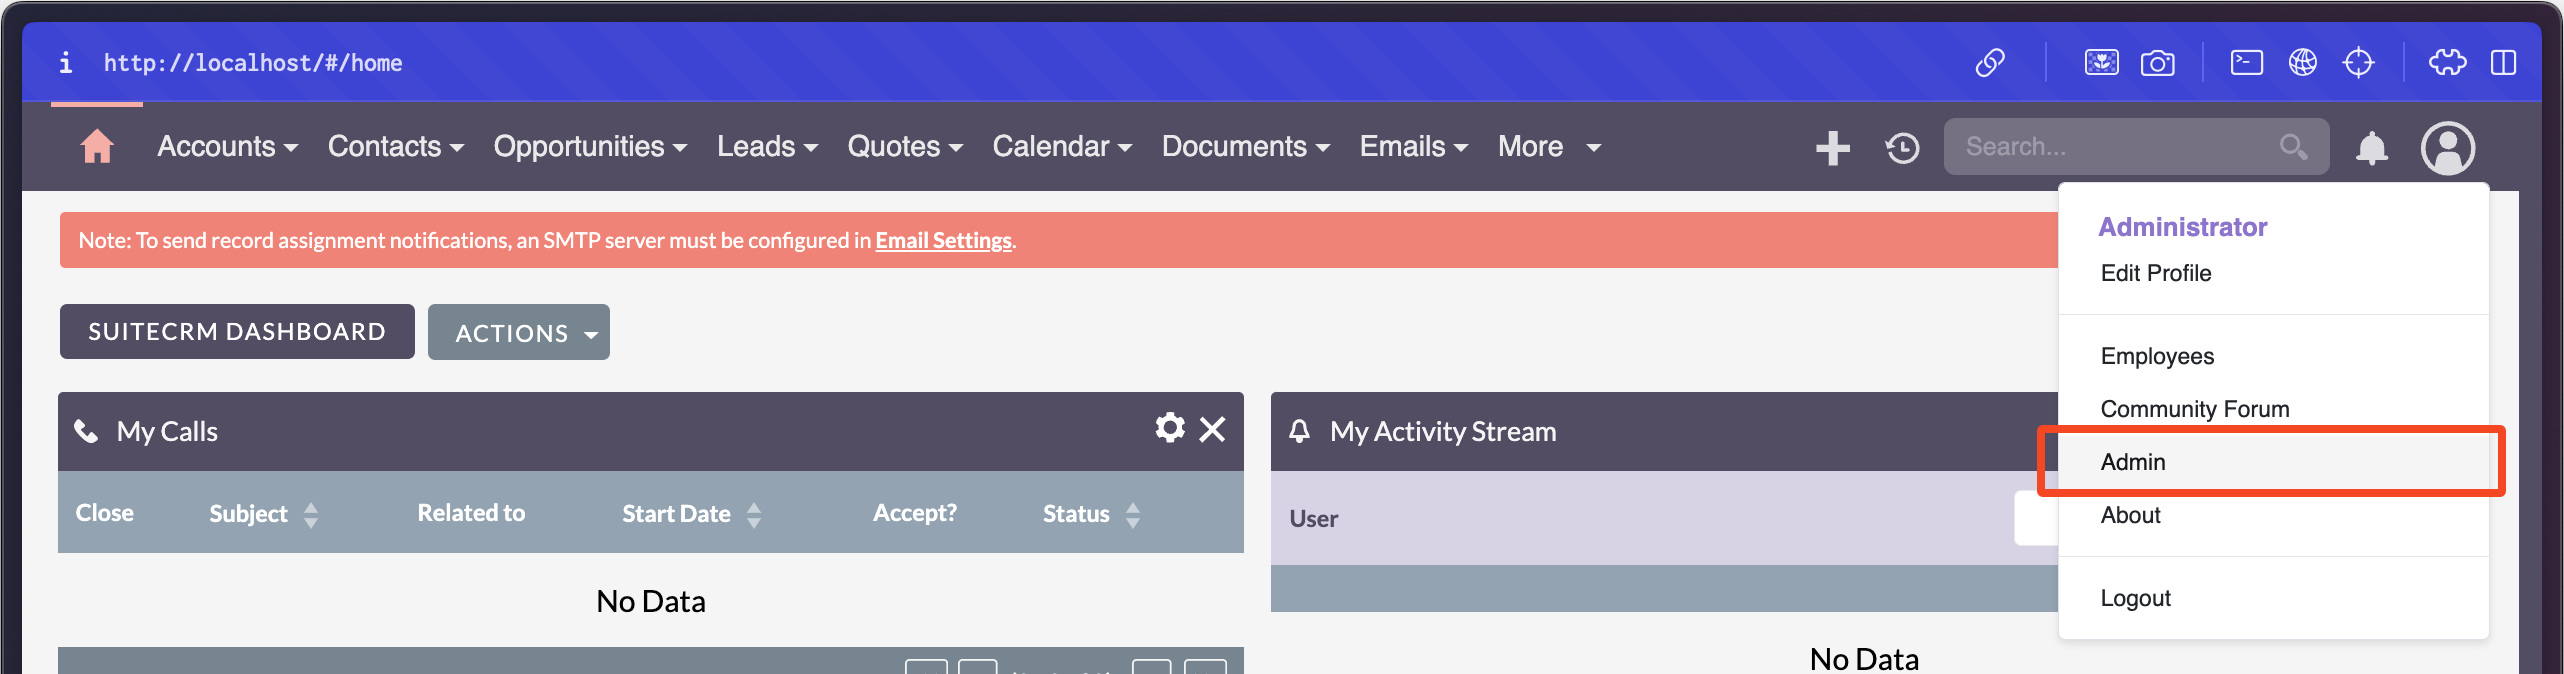 http://localhost/#/home
Accounts Contacts Opportunities Leads Quotes Calendar Documents Emails More Search...
Note: To send record assignment notifications, an SMTP server must be configured in Email Settings.
SUITECRM DASHBOARD ACTIONS
My Calls
Close Subject Related to Start Date Accept? Status
No Data
My Activity Stream
User
No Data
Administrator
Edit Profile
Employees
Community Forum
Admin
About
Logout